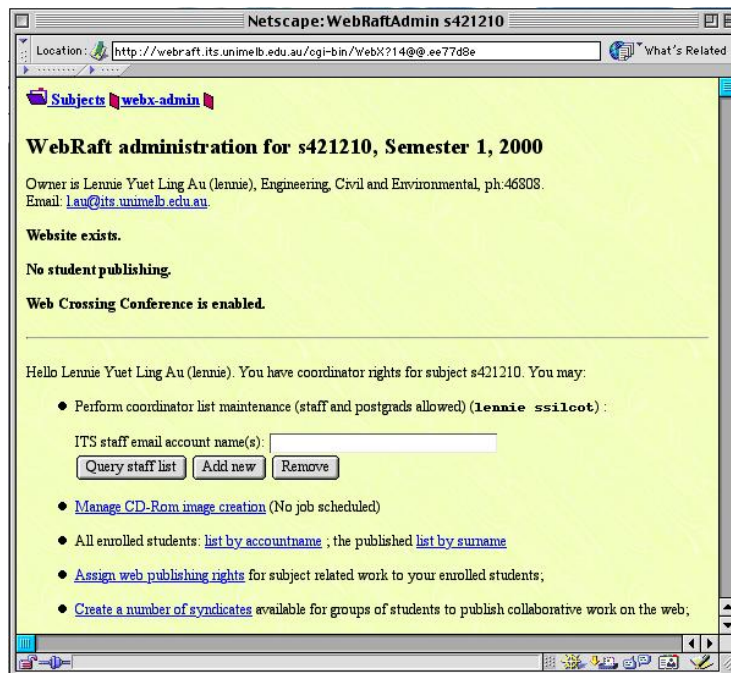 Netscape: WebRaftAdmin s421210
Location: http://webraft.its.unimelb.edu.au/cgi-bin/WebX?14@@.ee77d8e What's Related
Subjects webx-admin
WebRaft administration for s421210, Semester 1, 2000
Owner is Lennie Yuet Ling Au (lennie), Engineering, Civil and Environmental, ph:46808.
Email: l.au@its.unimelb.edu.au.
Website exists.
No student publishing.
Web Crossing Conference is enabled.
Hello Lennie Yuet Ling Au (lennie). You have coordinator rights for subject s421210. You may:
● Perform coordinator list maintenance (staff and postgrads allowed) (lennie ssilcot) :
ITS staff email account name(s):
Query staff list Add new Remove
● Manage CD-Rom image creation (No job scheduled)
● All enrolled students: list by accountname ; the published list by surname
● Assign web publishing rights for subject related work to your enrolled students;
● Create a number of syndicates available for groups of students to publish collaborative work on the web;